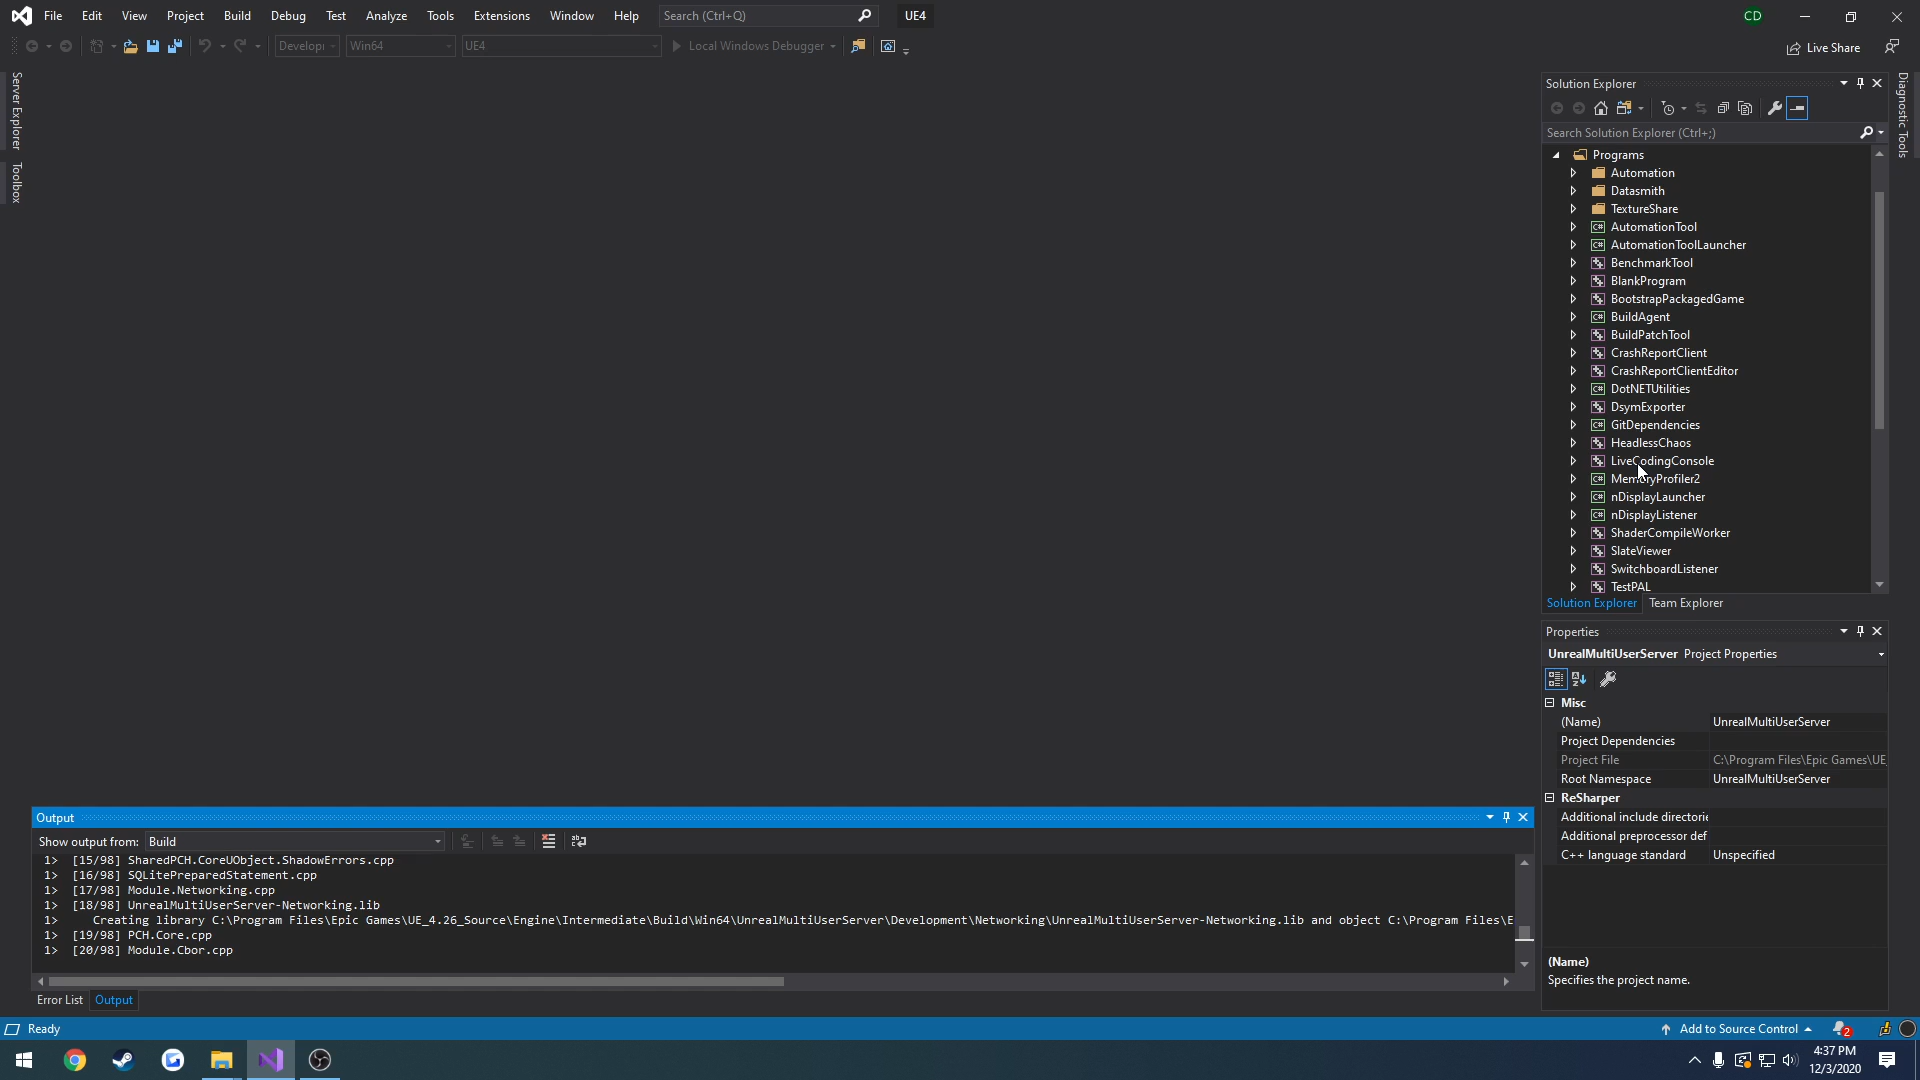 File Edit View Project Build Debug Test Analyze Tools Extensions Window Help Search (Ctrl+Q) UE4 CD
Develop Win64 UE4 Local Windows Debugger Live Share
Server Explorer
Toolbox
Solution Explorer
Search Solution Explorer (Ctrl+;)
Programs
Automation
Datasmith
TextureShare
AutomationTool
AutomationToolLauncher
BenchmarkTool
BlankProgram
BootstrapPackagedGame
BuildAgent
BuildPatchTool
CrashReportClient
CrashReportClientEditor
DotNETUtilities
DsymExporter
GitDependencies
HeadlessChaos
LiveCodingConsole
MemoryProfiler2
nDisplayLauncher
nDisplayListener
ShaderCompileWorker
SlateViewer
SwitchboardListener
TestPAL
Solution Explorer Team Explorer
Diagnostic Tools
Properties
UnrealMultiUserServer Project Properties
Misc
(Name) UnrealMultiUserServer
Project Dependencies
Project File C:\Program Files\Epic Games\UE_
Root Namespace UnrealMultiUserServer
ReSharper
Additional include directorie
Additional preprocessor def
C++ language standard Unspecified
(Name)
Specifies the project name.
Output
Show output from: Build
1> [15/98] SharedPCH.CoreUObject.ShadowErrors.cpp
1> [16/98] SQLitePreparedStatement.cpp
1> [17/98] Module.Networking.cpp
1> [18/98] UnrealMultiUserServer-Networking.lib
1> Creating library C:\Program Files\Epic Games\UE_4.26_Source\Engine\Intermediate\Build\Win64\UnrealMultiUserServer\Development\Networking\UnrealMultiUserServer-Networking.lib and object C:\Program Files\E
1> [19/98] PCH.Core.cpp
1> [20/98] Module.Cbor.cpp
Error List Output
Ready Add to Source Control 2
4:37 PM
12/3/2020